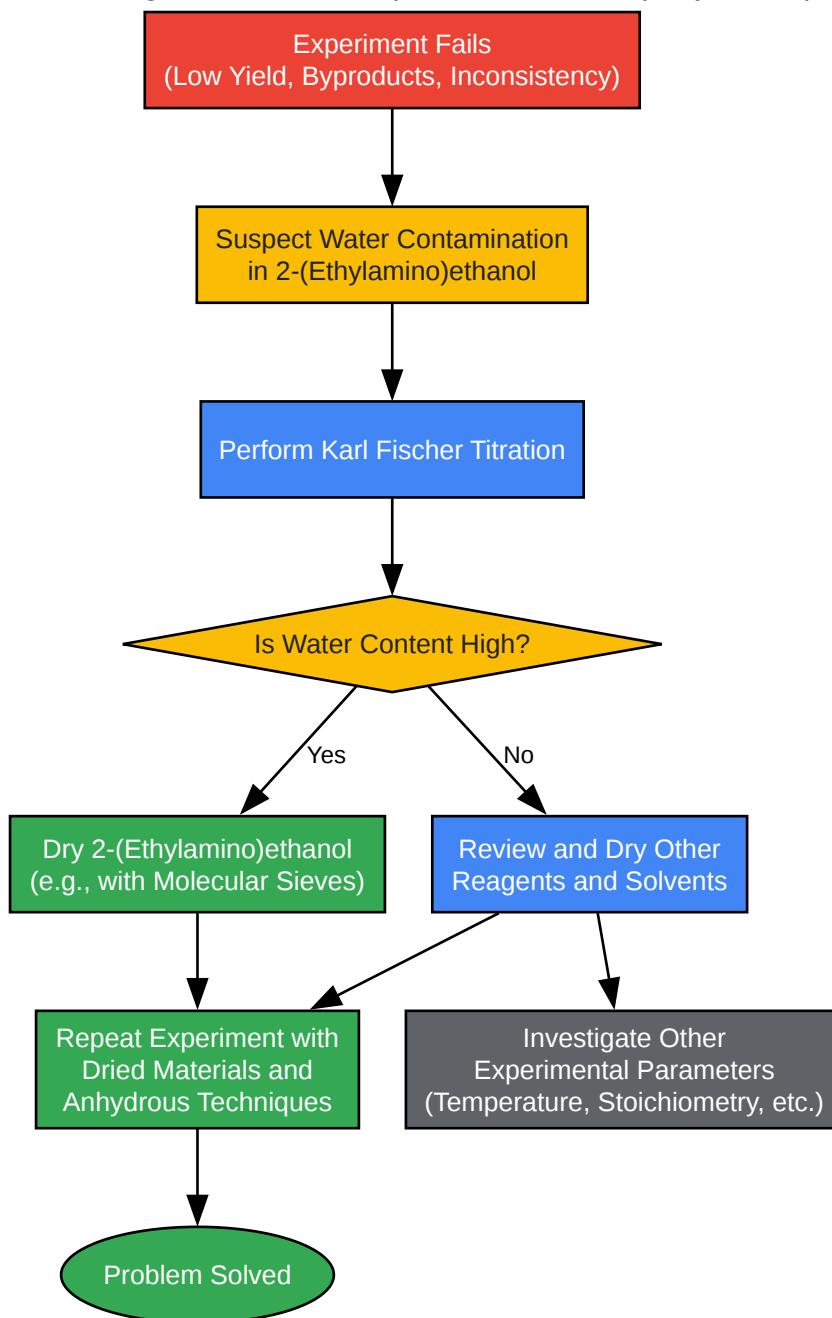 Experiment Fails
(Low Yield, Byproducts, Inconsistency)
Suspect Water Contamination
in 2-(Ethylamino)ethanol
Perform Karl Fischer Titration
Is Water Content High?
Yes
No
Dry 2-(Ethylamino)ethanol
(e.g., with Molecular Sieves)
Review and Dry Other
Reagents and Solvents
Repeat Experiment with
Dried Materials and
Anhydrous Techniques
Investigate Other
Experimental Parameters
(Temperature, Stoichiometry, etc.)
Problem Solved